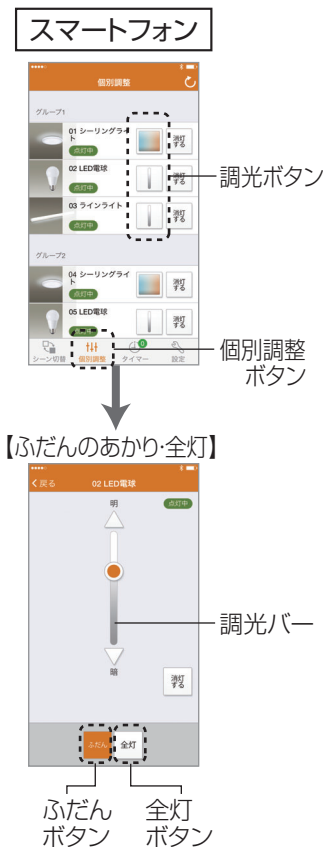 スマートフォン
個別調整
グループ1
01 シーリングライ
ト
点灯中
消灯
する
02 LED電球
点灯中
消灯
する
調光ボタン
03 ラインライト
点灯中
消灯
する
グループ2
04 シーリングライ
ト
点灯中
消灯
する
05 LED電球
点灯中
消灯
する
シーン切替
個別調整
0
タイマー
設定
個別調整
ボタン
【ふだんのあかり・全灯】
戻る
02 LED電球
明
点灯中
調光バー
暗
消灯
する
ふだん
全灯
ふだん
ボタン
全灯
ボタン